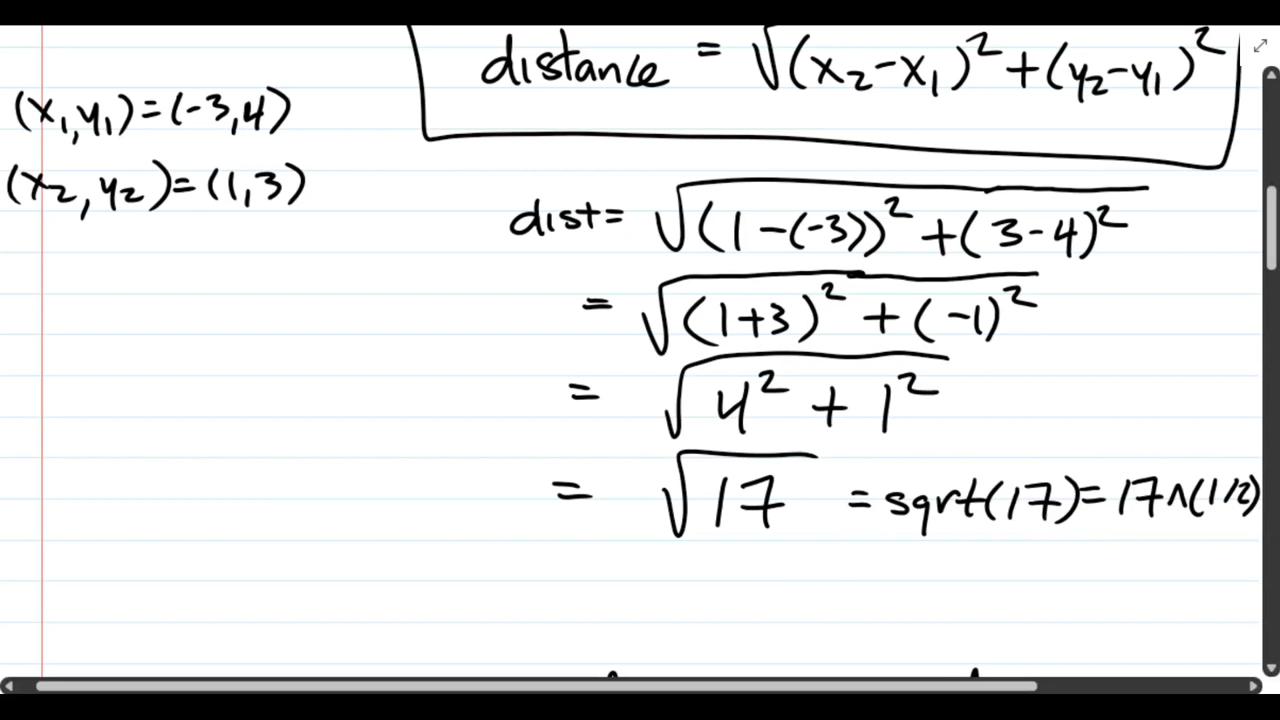 distance = √(x₂-x₁)² + (y₂-y₁)²
(x₁,y₁)=(-3,4)
(x₂,y₂)=(1,3)
dist= √(1-(-3))² + (3-4)²
= √(1+3)² + (-1)²
= √4² + 1²
= √17 = sqrt(17)=17^(1/2)